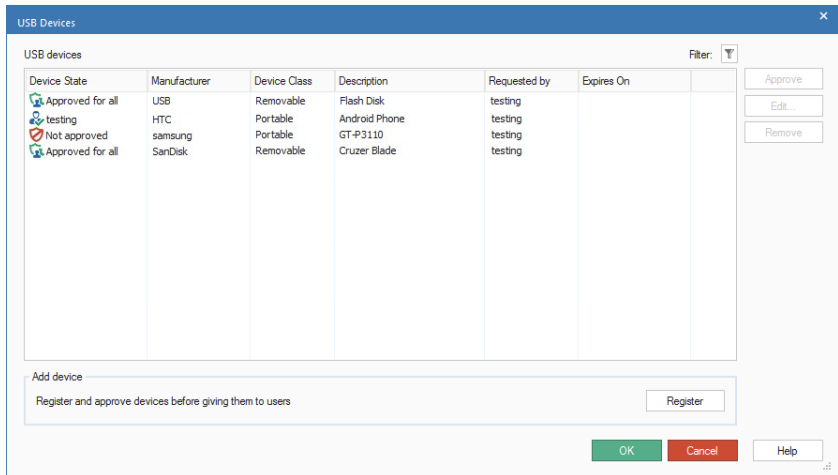 USB Devices
USB devices
Filter:
Device State Manufacturer Device Class Description Requested by Expires On
Approve
Approved for all USB Removable Flash Disk testing
Edit...
testing HTC Portable Android Phone testing
Not approved samsung Portable GT-P3110 testing
Remove
Approved for all SanDisk Removable Cruzer Blade testing
Add device
Register and approve devices before giving them to users
Register
OK Cancel Help